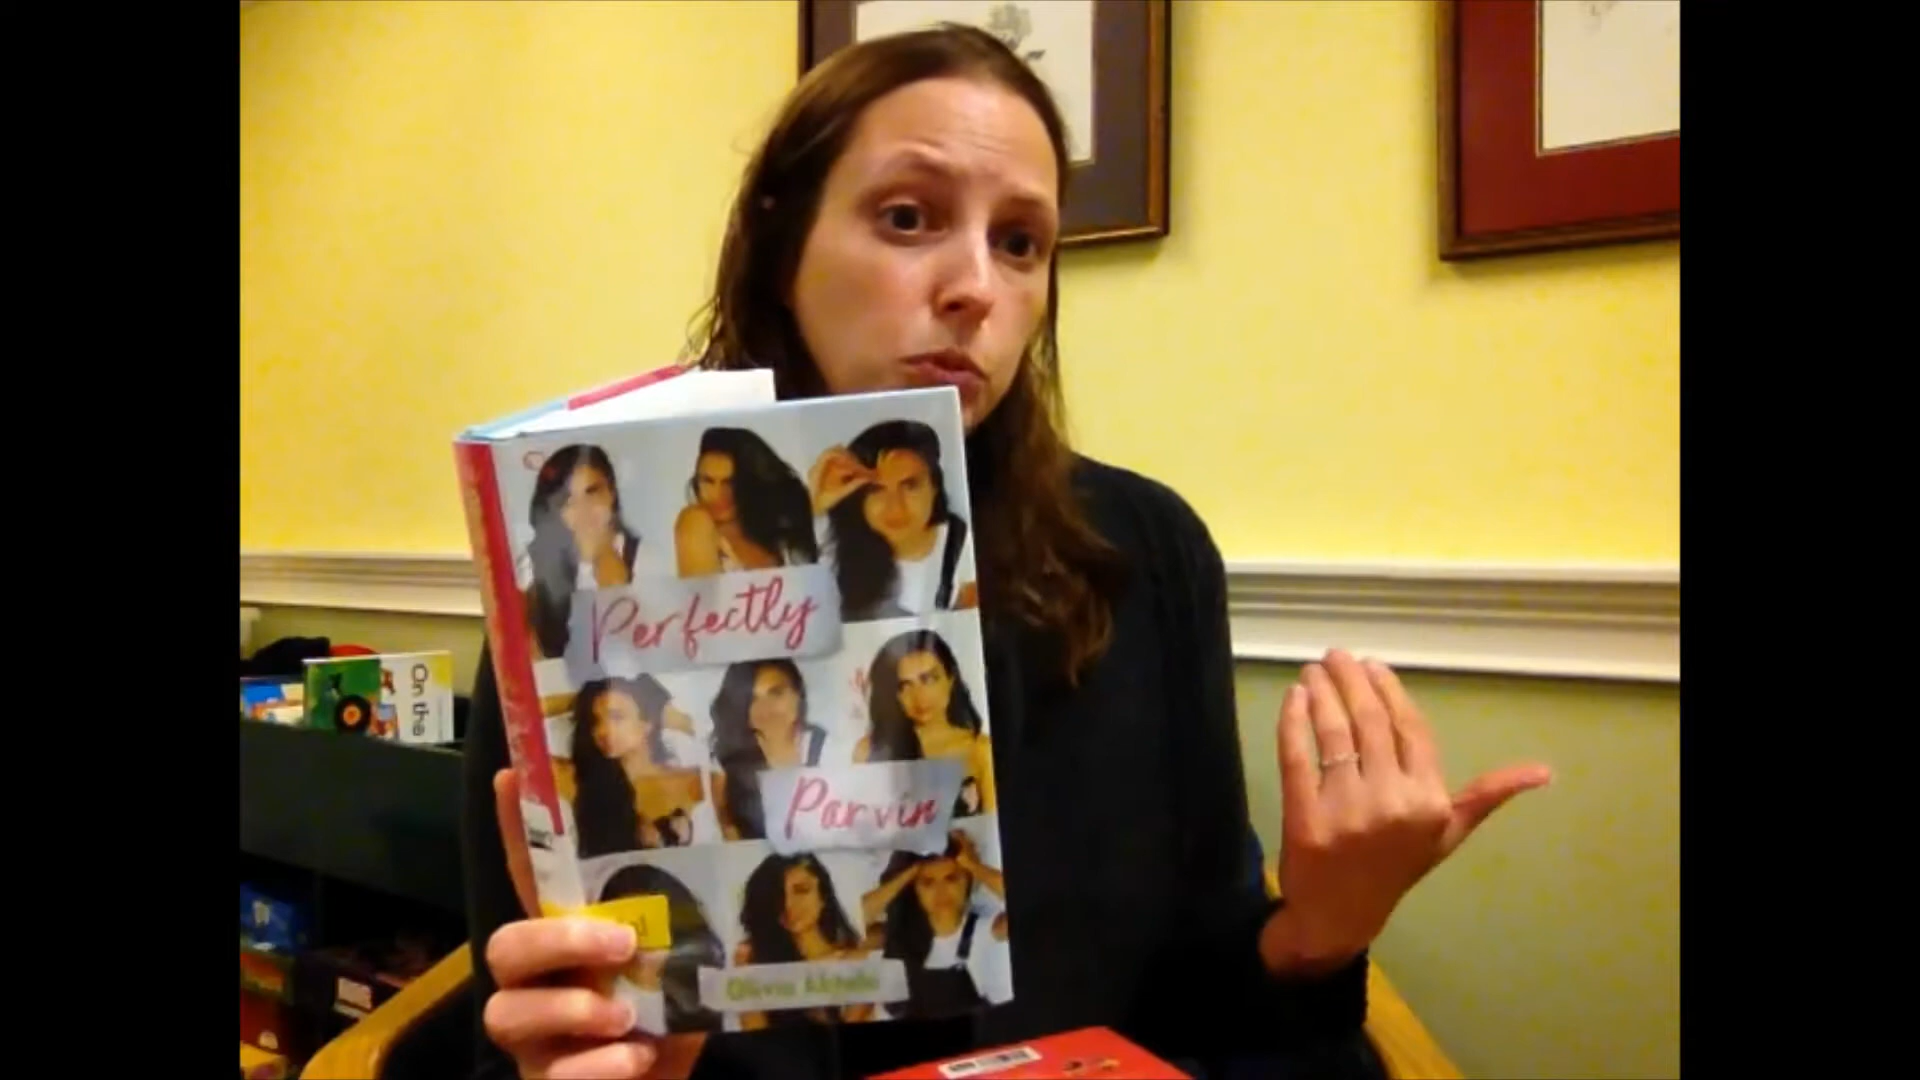 Perfectly
Parvin
Olivia Abtahi
On the